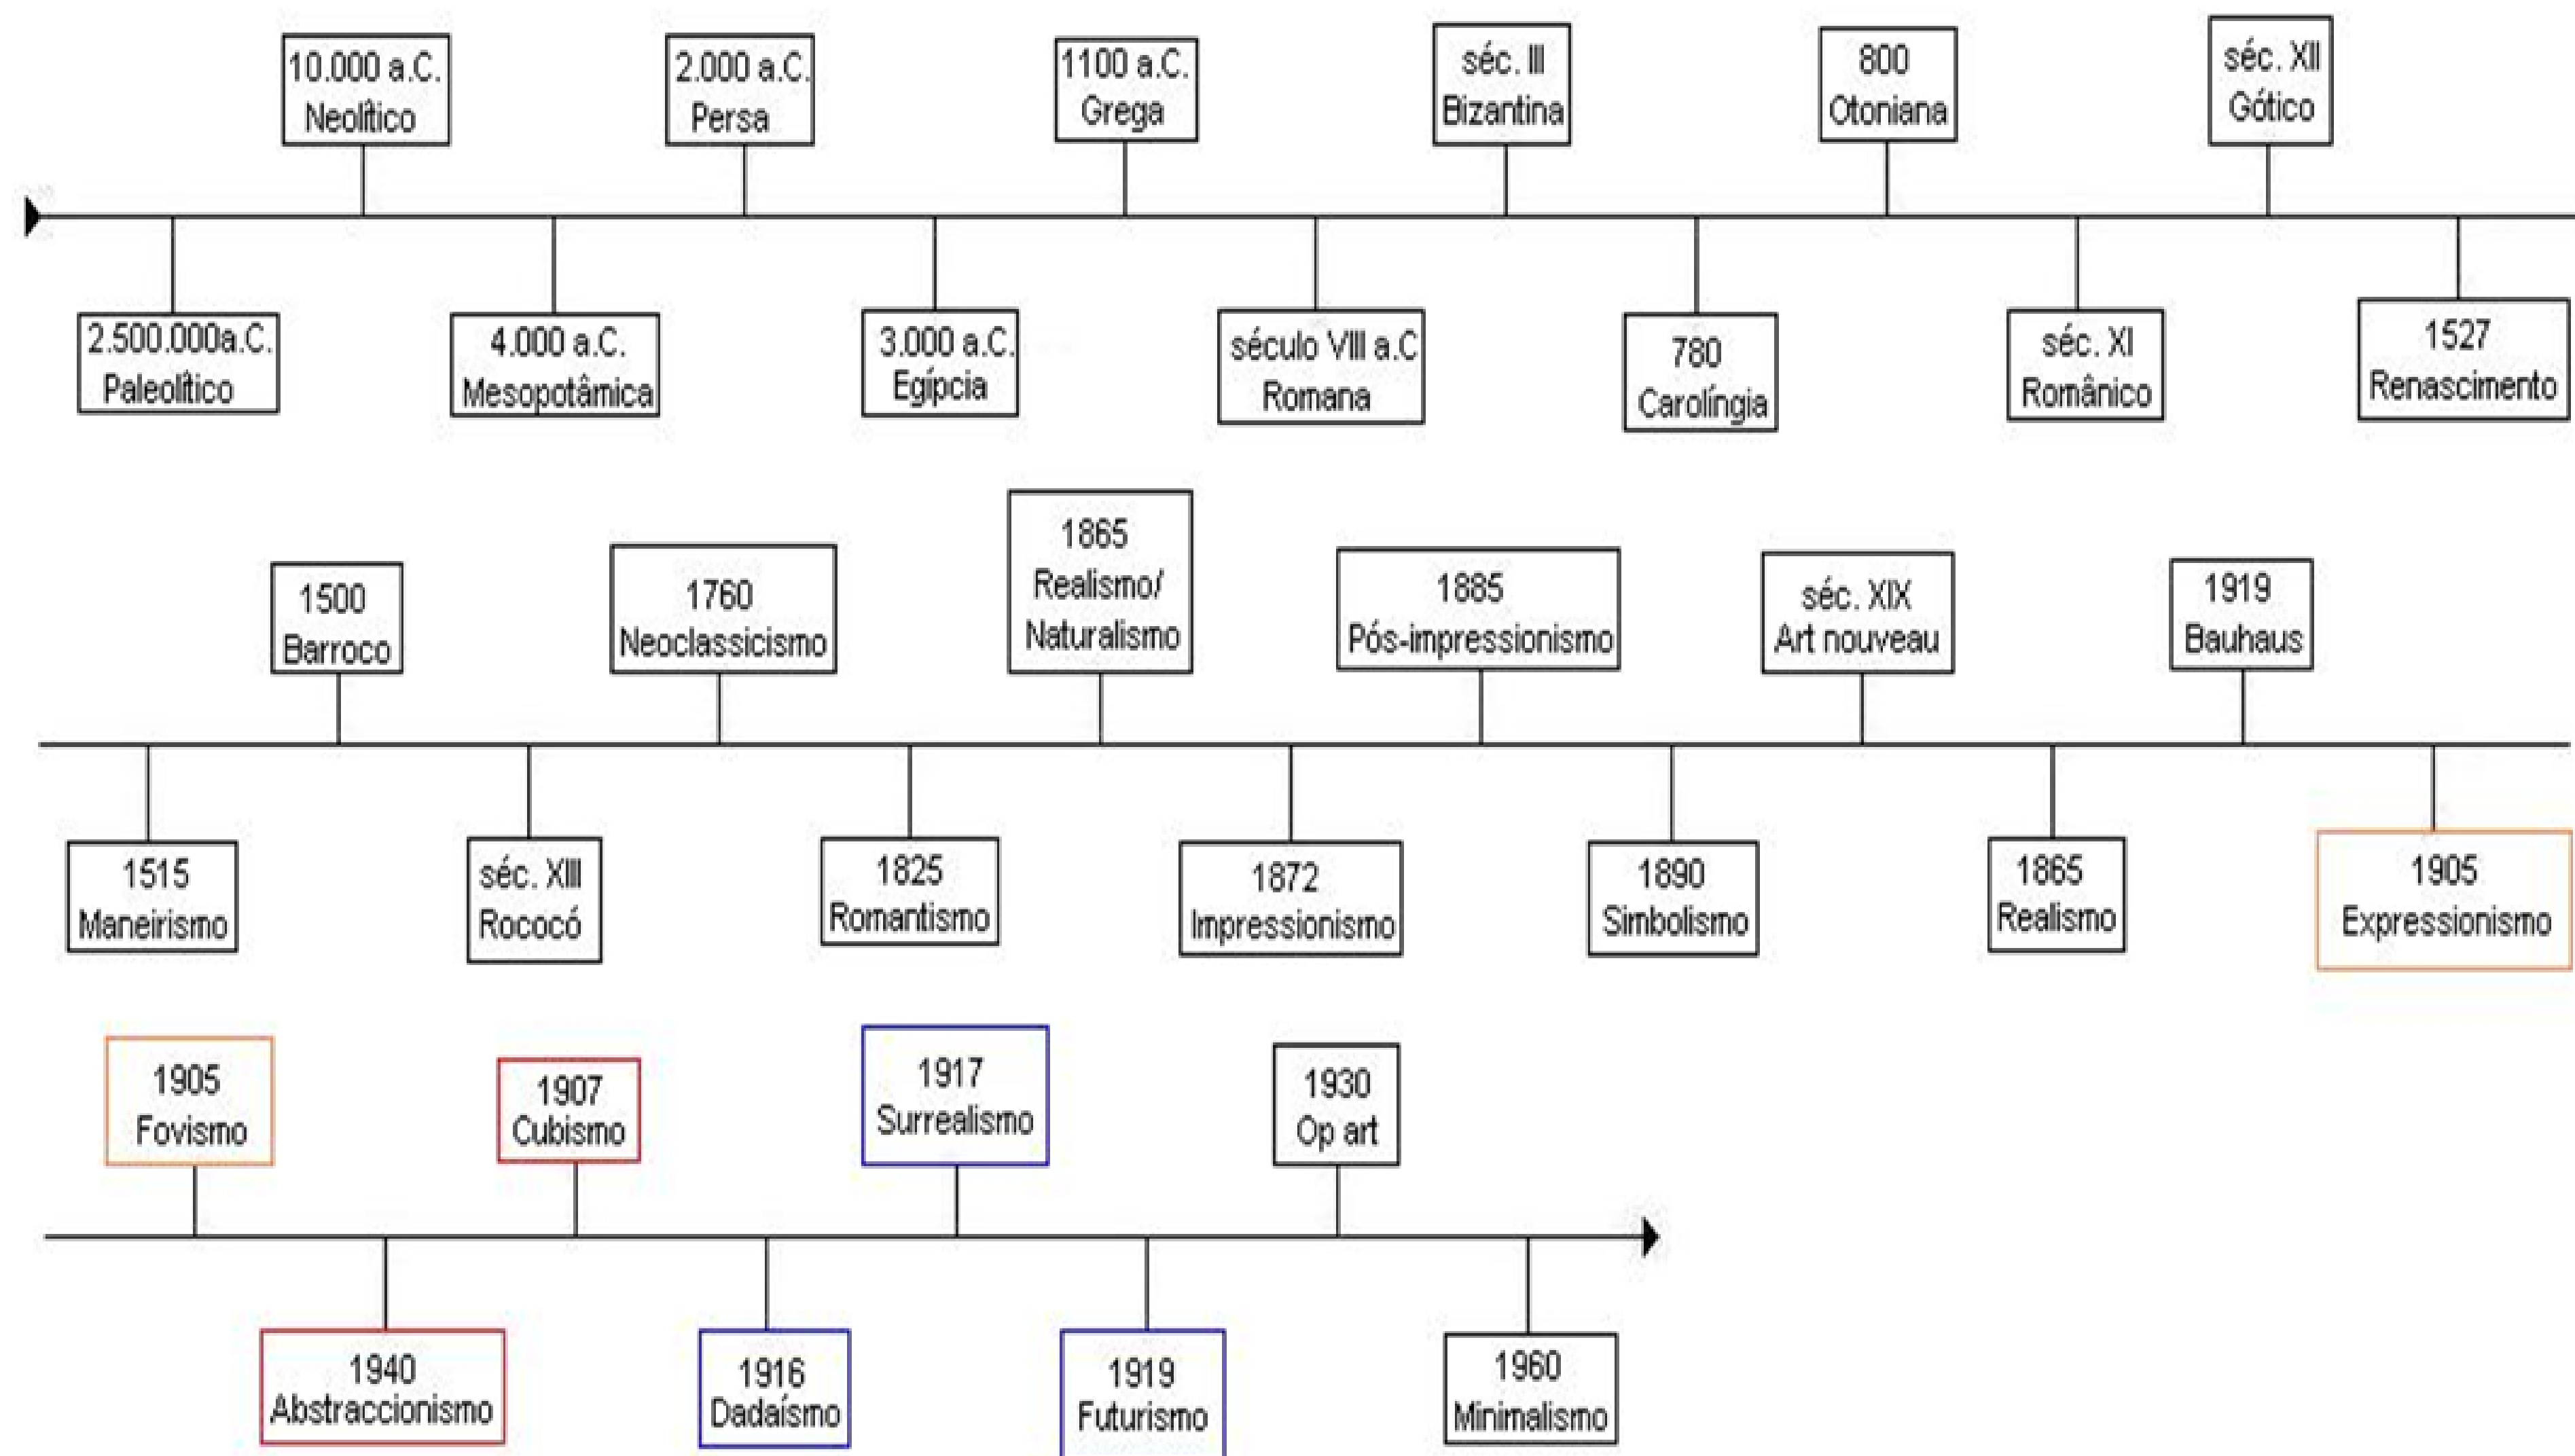 10.000 a.C.
Neolítico
2.000 a.C.
Persa
1100 a.C.
Grega
séc. III
Bizantina
800
Otoniana
séc. XII
Gótico
2.500.000a.C.
Paleolítico
4.000 a.C.
Mesopotâmica
3.000 a.C.
Egípcia
século VIII a.C
Romana
780
Carolíngia
séc. XI
Românico
1527
Renascimento
1500
Barroco
1760
Neoclassicismo
1865
Realismo/
Naturalismo
1885
Pós-impressionismo
séc. XIX
Art nouveau
1919
Bauhaus
1515
Maneirismo
séc. XIII
Rococó
1825
Romantismo
1872
Impressionismo
1890
Simbolismo
1865
Realismo
1905
Expressionismo
1905
Fovismo
1907
Cubismo
1917
Surrealismo
1930
Op art
1940
Abstraccionismo
1916
Dadaísmo
1919
Futurismo
1960
Minimalismo